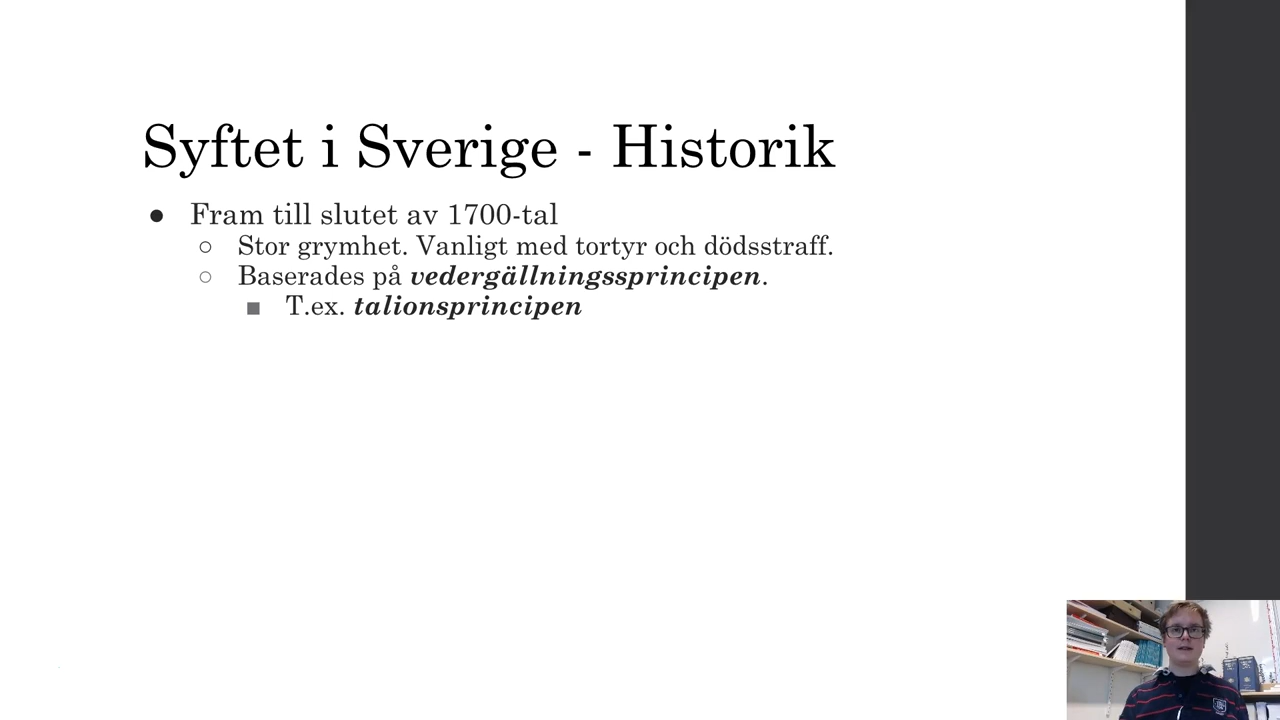 Syftet i Sverige - Historik
● Fram till slutet av 1700-tal
○ Stor grymhet. Vanligt med tortyr och dödsstraff.
○ Baserades på vedergällningssprincipen.
■ T.ex. talionsprincipen